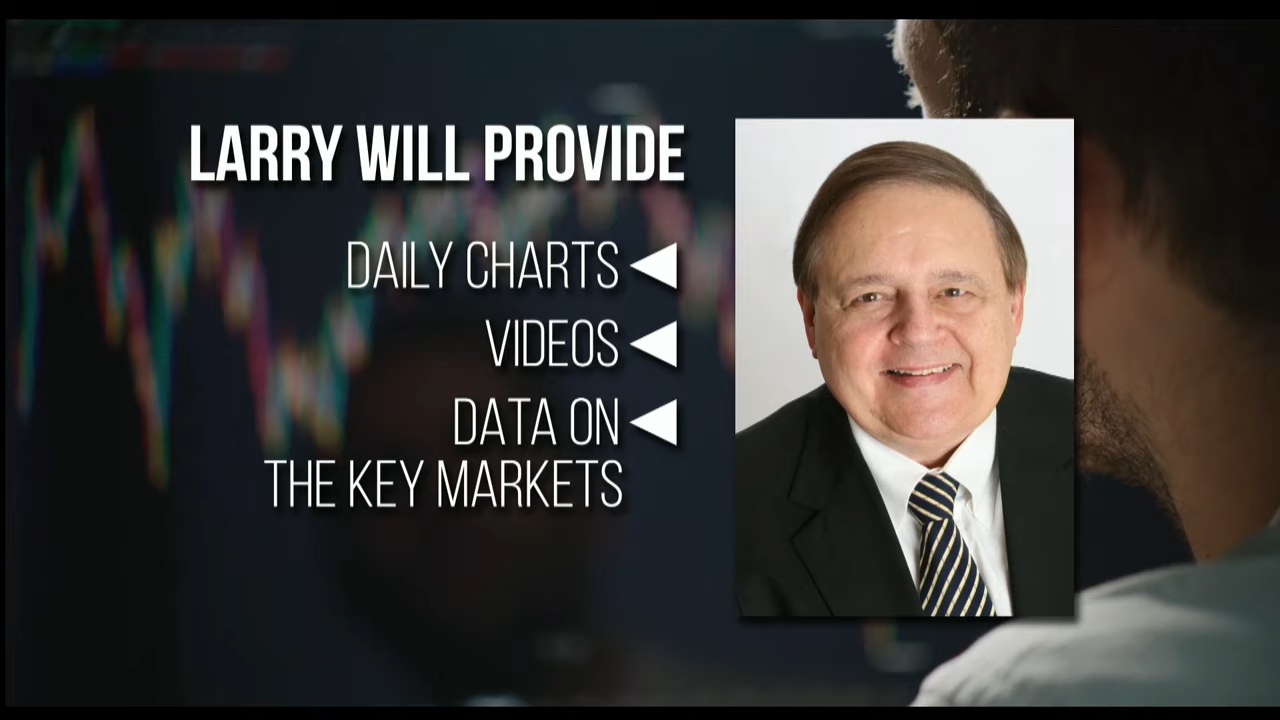 LARRY WILL PROVIDE
DAILY CHARTS
VIDEOS
DATA ON
THE KEY MARKETS